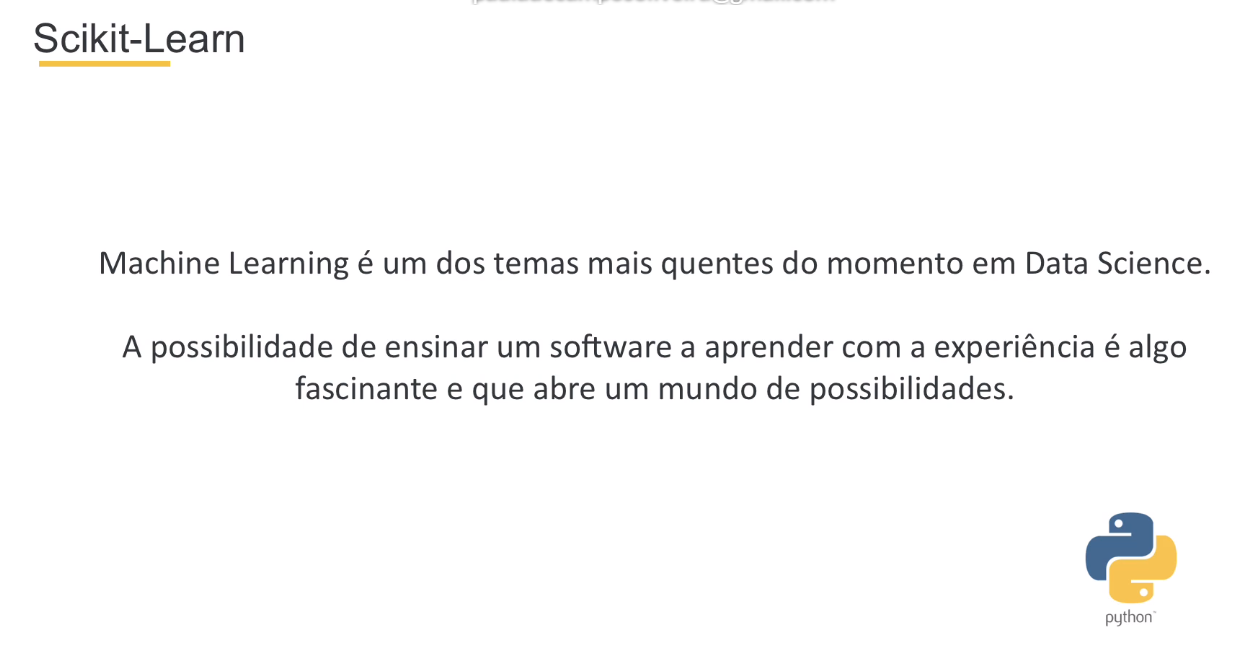 Scikit-Learn
Machine Learning é um dos temas mais quentes do momento em Data Science.
A possibilidade de ensinar um software a aprender com a experiência é algo
fascinante e que abre um mundo de possibilidades.
python